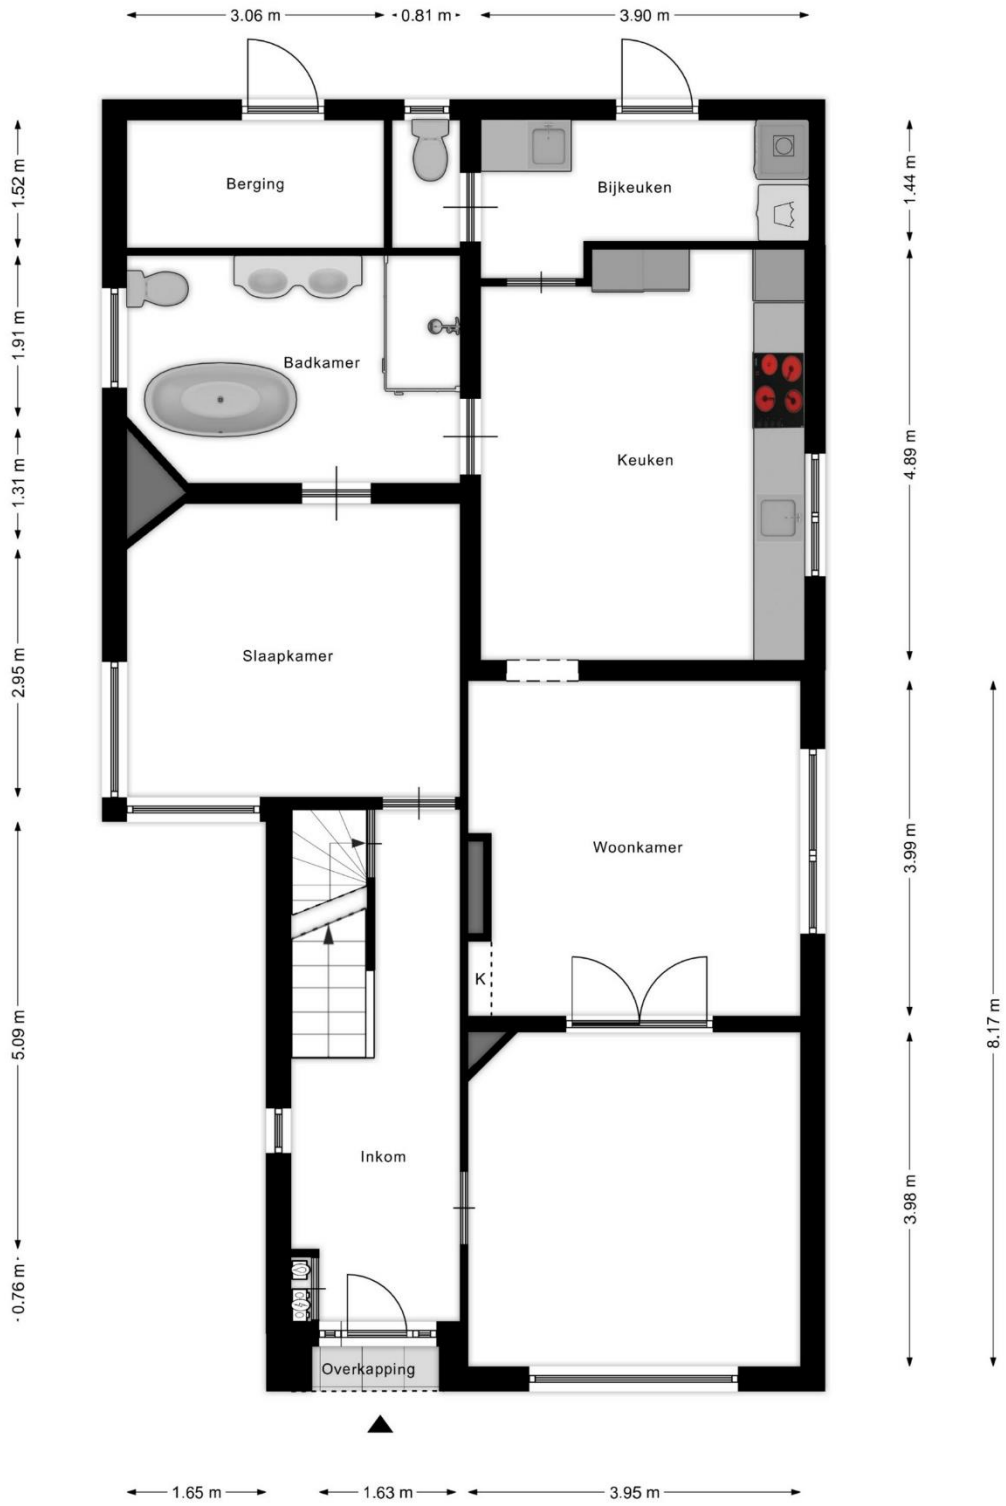 3.06 m
0.81 m
3.90 m
Berging
Bijkeuken
1.52 m
1.44 m
1.91 m
Badkamer
1.31 m
Keuken
4.89 m
Slaapkamer
2.95 m
Woonkamer
3.99 m
K
5.09 m
8.17 m
Inkom
3.98 m
0.76 m
Overkapping
1.65 m
1.63 m
3.95 m